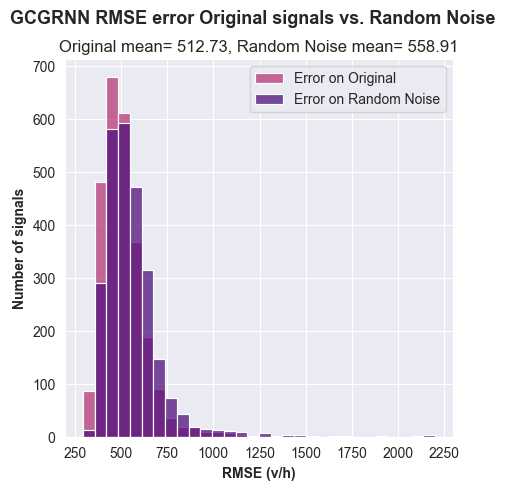 GCGRNN RMSE error Original signals vs. Random Noise
Original mean= 512.73, Random Noise mean= 558.91
Error on Original
Error on Random Noise
700
600
500
400
300
200
100
0
Number of signals
250 500 750 1000 1250 1500 1750 2000 2250
RMSE (v/h)